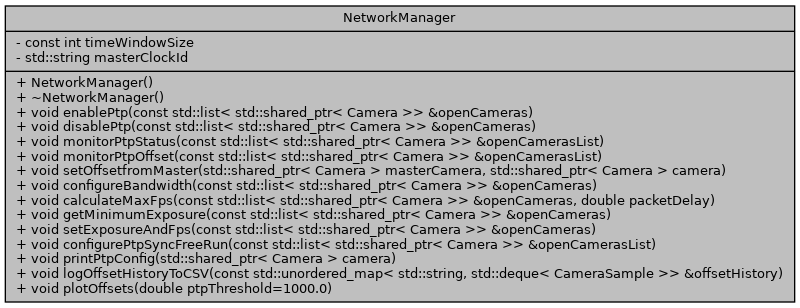 NetworkManager
- const int timeWindowSize
- std::string masterClockId
+ NetworkManager()
+ ~NetworkManager()
+ void enablePtp(const std::list< std::shared_ptr< Camera >> &openCameras)
+ void disablePtp(const std::list< std::shared_ptr< Camera >> &openCameras)
+ void monitorPtpStatus(const std::list< std::shared_ptr< Camera >> &openCamerasList)
+ void monitorPtpOffset(const std::list< std::shared_ptr< Camera >> &openCamerasList)
+ void setOffsetfromMaster(std::shared_ptr< Camera > masterCamera, std::shared_ptr< Camera > camera)
+ void configureBandwidth(const std::list< std::shared_ptr< Camera >> &openCameras)
+ void calculateMaxFps(const std::list< std::shared_ptr< Camera >> &openCameras, double packetDelay)
+ void getMinimumExposure(const std::list< std::shared_ptr< Camera >> &openCameras)
+ void setExposureAndFps(const std::list< std::shared_ptr< Camera >> &openCameras)
+ void configurePtpSyncFreeRun(const std::list< std::shared_ptr< Camera >> &openCamerasList)
+ void printPtpConfig(std::shared_ptr< Camera > camera)
+ void logOffsetHistoryToCSV(const std::unordered_map< std::string, std::deque< CameraSample >> &offsetHistory)
+ void plotOffsets(double ptpThreshold=1000.0)